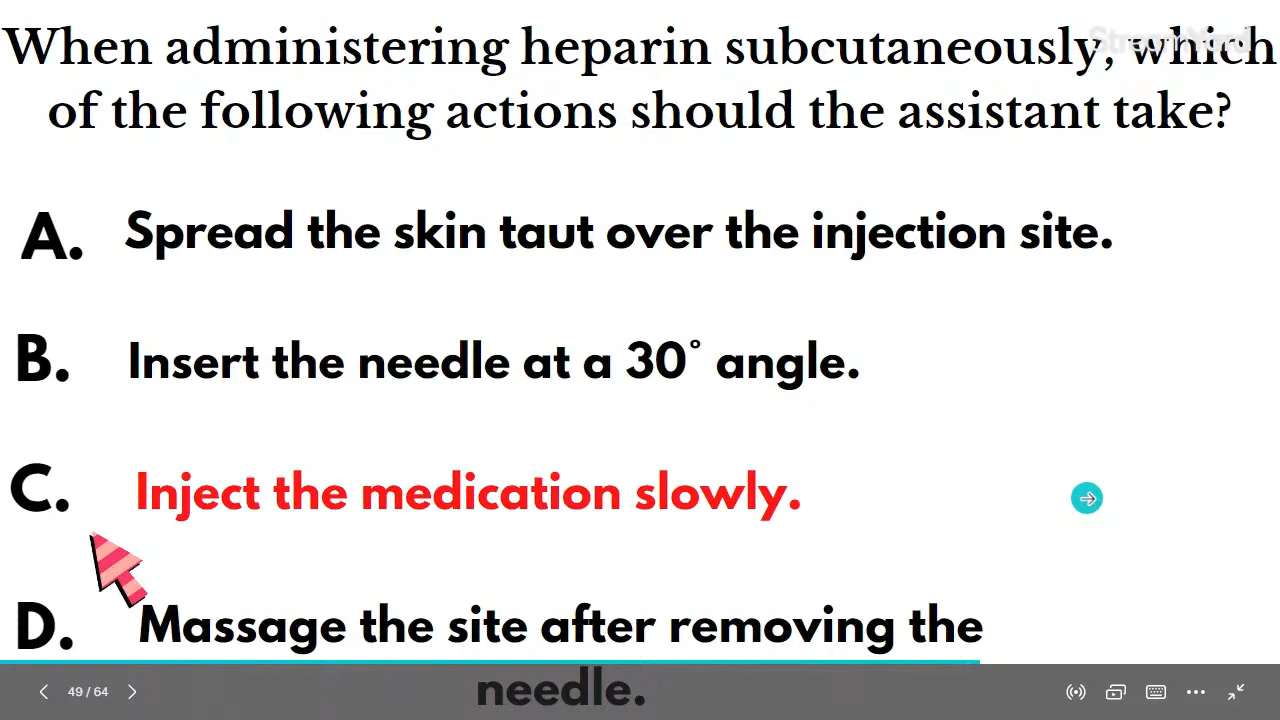 StreamYard
When administering heparin subcutaneously, which
of the following actions should the assistant take?
A. Spread the skin taut over the injection site.
B. Insert the needle at a 30° angle.
C. Inject the medication slowly.
D. Massage the site after removing the
needle.
49 / 64